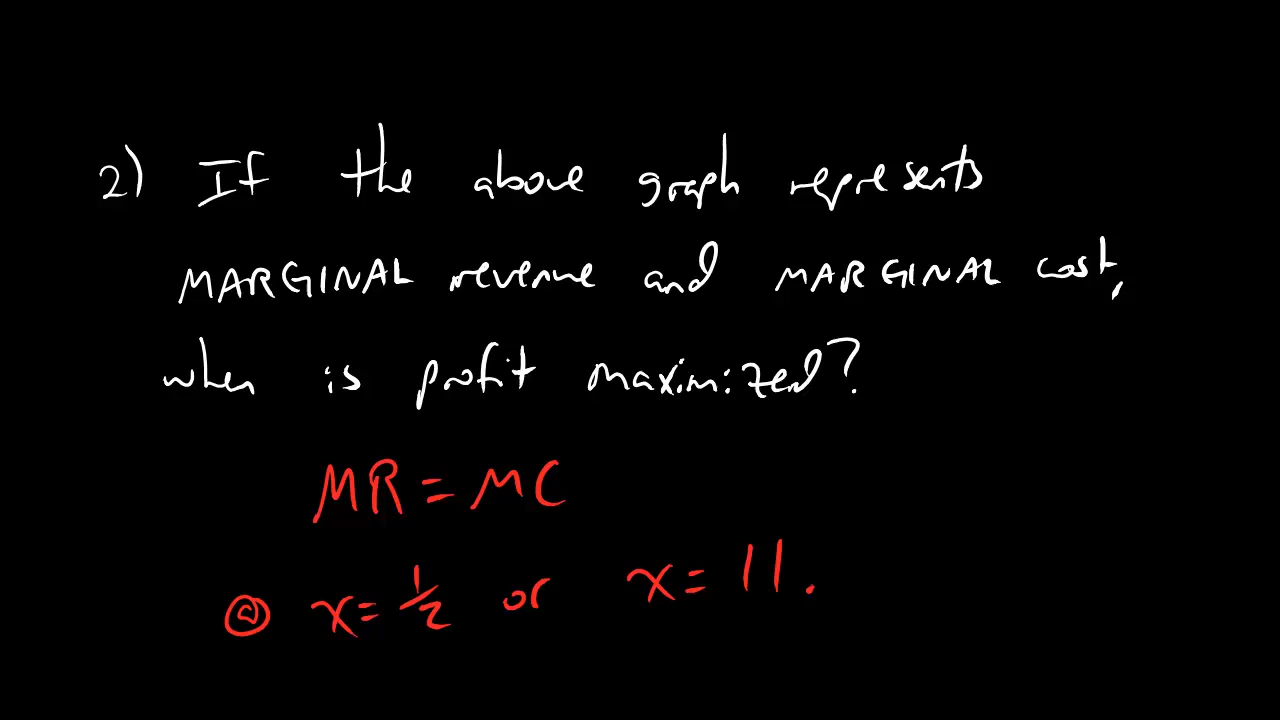 2) If the above graph represents
MARGINAL revenue and MARGINAL cost,
when is profit maximized?
MR = MC
@ x = 1/2 or x = 11.